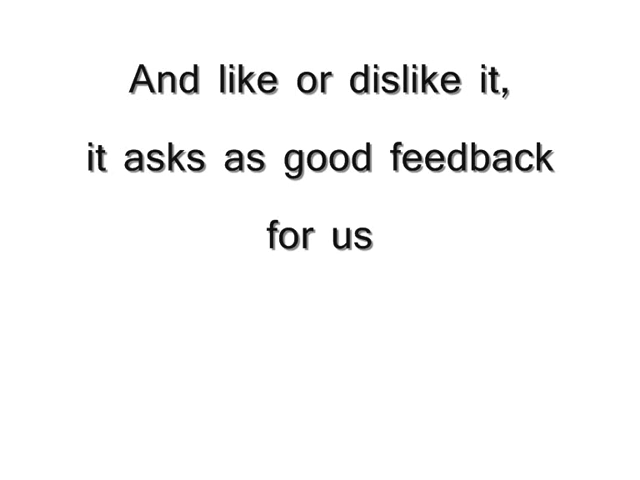 And like or dislike it,
it asks as good feedback
for us